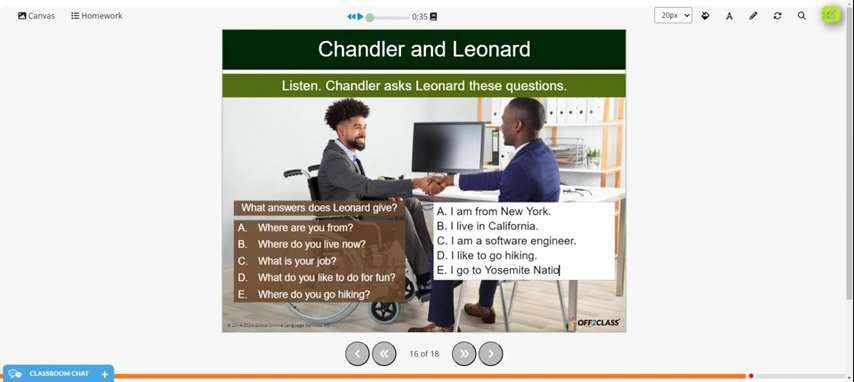 Canvas
Homework
0:35
20px
A
Chandler and Leonard
Listen. Chandler asks Leonard these questions.
What answers does Leonard give?
A. Where are you from?
B. Where do you live now?
C. What is your job?
D. What do you like to do for fun?
E. Where do you go hiking?
A. I am from New York.
B. I live in California.
C. I am a software engineer.
D. I like to go hiking.
E. I go to Yosemite Natio
OFF2CLASS
16 of 18
CLASSROOM CHAT